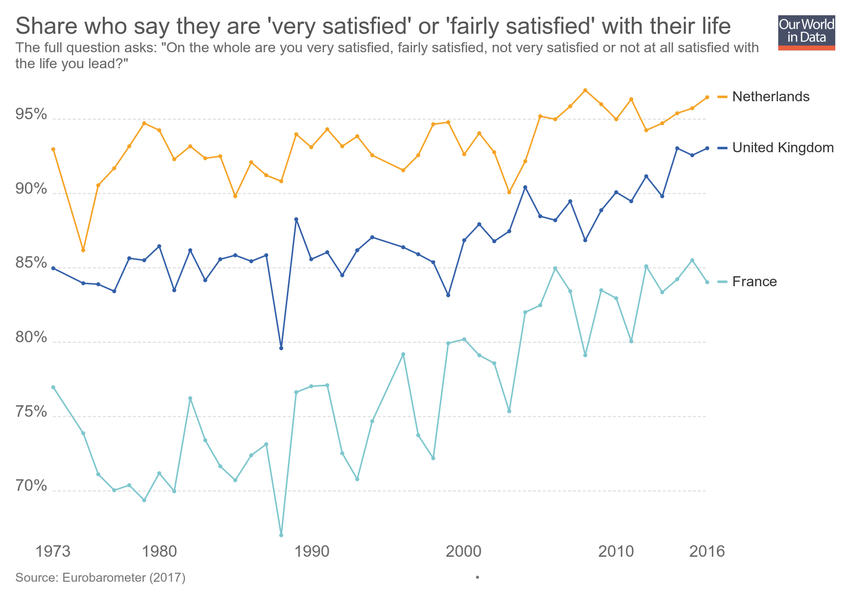 Share who say they are 'very satisfied' or 'fairly satisfied' with their life
Our World
in Data
The full question asks: "On the whole are you very satisfied, fairly satisfied, not very satisfied or not at all satisfied with
the life you lead?"
95%
90%
85%
80%
75%
70%
Netherlands
United Kingdom
France
1973
1980
1990
2000
2010
2016
Source: Eurobarometer (2017)